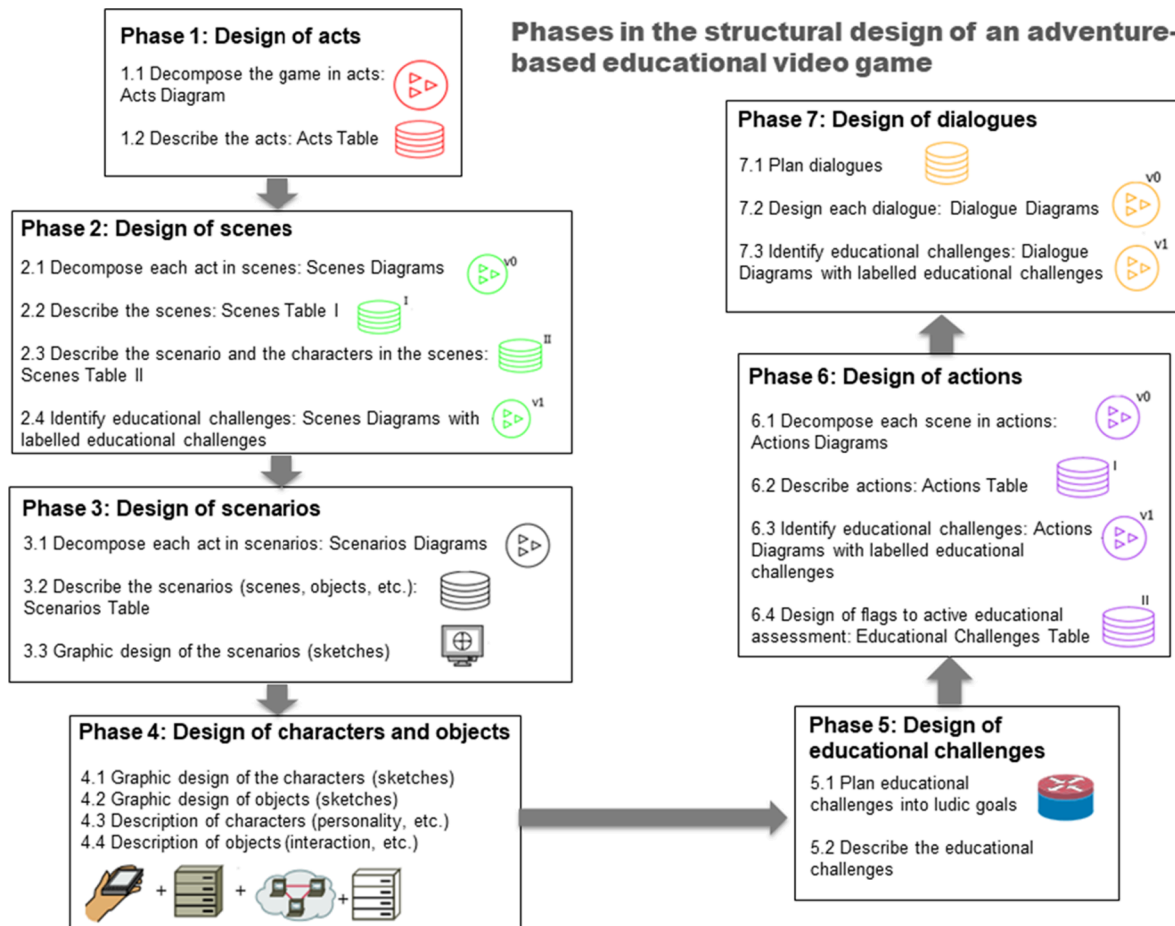 Phases in the structural design of an adventure-
based educational video game
Phase 1: Design of acts
1.1 Decompose the game in acts:
Acts Diagram
1.2 Describe the acts: Acts Table
Phase 2: Design of scenes
2.1 Decompose each act in scenes: Scenes Diagrams
v0
2.2 Describe the scenes: Scenes Table I
I
2.3 Describe the scenario and the characters in the scenes:
Scenes Table II
II
2.4 Identify educational challenges: Scenes Diagrams with
labelled educational challenges
v1
Phase 3: Design of scenarios
3.1 Decompose each act in scenarios: Scenarios Diagrams
3.2 Describe the scenarios (scenes, objects, etc.):
Scenarios Table
3.3 Graphic design of the scenarios (sketches)
Phase 4: Design of characters and objects
4.1 Graphic design of the characters (sketches)
4.2 Graphic design of objects (sketches)
4.3 Description of characters (personality, etc.)
4.4 Description of objects (interaction, etc.)
+ + +
Phase 5: Design of
educational challenges
5.1 Plan educational
challenges into ludic goals
5.2 Describe the educational
challenges
Phase 6: Design of actions
6.1 Decompose each scene in actions:
Actions Diagrams
v0
6.2 Describe actions: Actions Table
I
6.3 Identify educational challenges: Actions
Diagrams with labelled educational
challenges
v1
6.4 Design of flags to active educational
assessment: Educational Challenges Table
II
Phase 7: Design of dialogues
7.1 Plan dialogues
7.2 Design each dialogue: Dialogue Diagrams
v0
7.3 Identify educational challenges: Dialogue
Diagrams with labelled educational challenges
v1